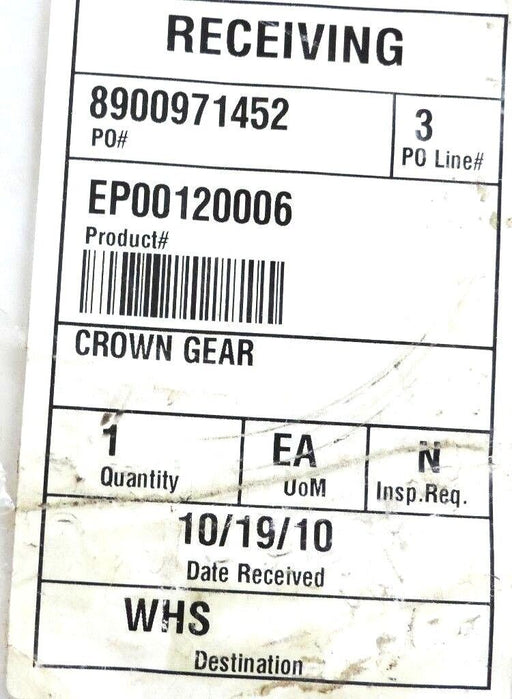 RECEIVING
8900971452
PO#
3
PO Line#
EP00120006
Product#
CROWN GEAR
1
Quantity
EA
UoM
N
Insp.Req.
10/19/10
Date Received
WHS
Destination